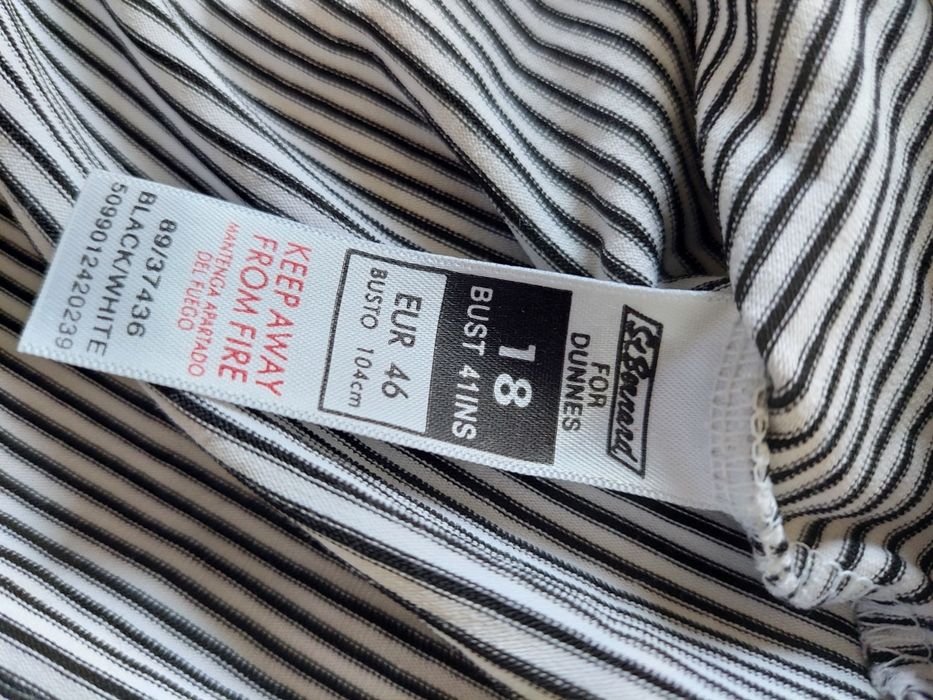 St. Bernard
FOR
DUNNES
18
BUST 41INS
EUR 46
BUSTO 104cm
KEEP AWAY
FROM FIRE
MANTENGA APARTADO
DEL FUEGO
89/37436
BLACK/WHITE
5099012420239